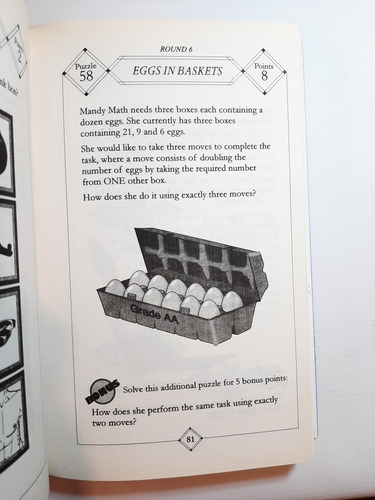 ROUND 6
Puzzle
58
EGGS IN BASKETS
Points
8
Mandy Math needs three boxes each containing a
dozen eggs. She currently has three boxes
containing 21, 9 and 6 eggs.
She would like to take three moves to complete the
task, where a move consists of doubling the
number of eggs by taking the required number
from ONE other box.
How does she do it using exactly three moves?
Grade AA
BONUS
Solve this additional puzzle for 5 bonus points:
How does she perform the same task using exactly
two moves?
81